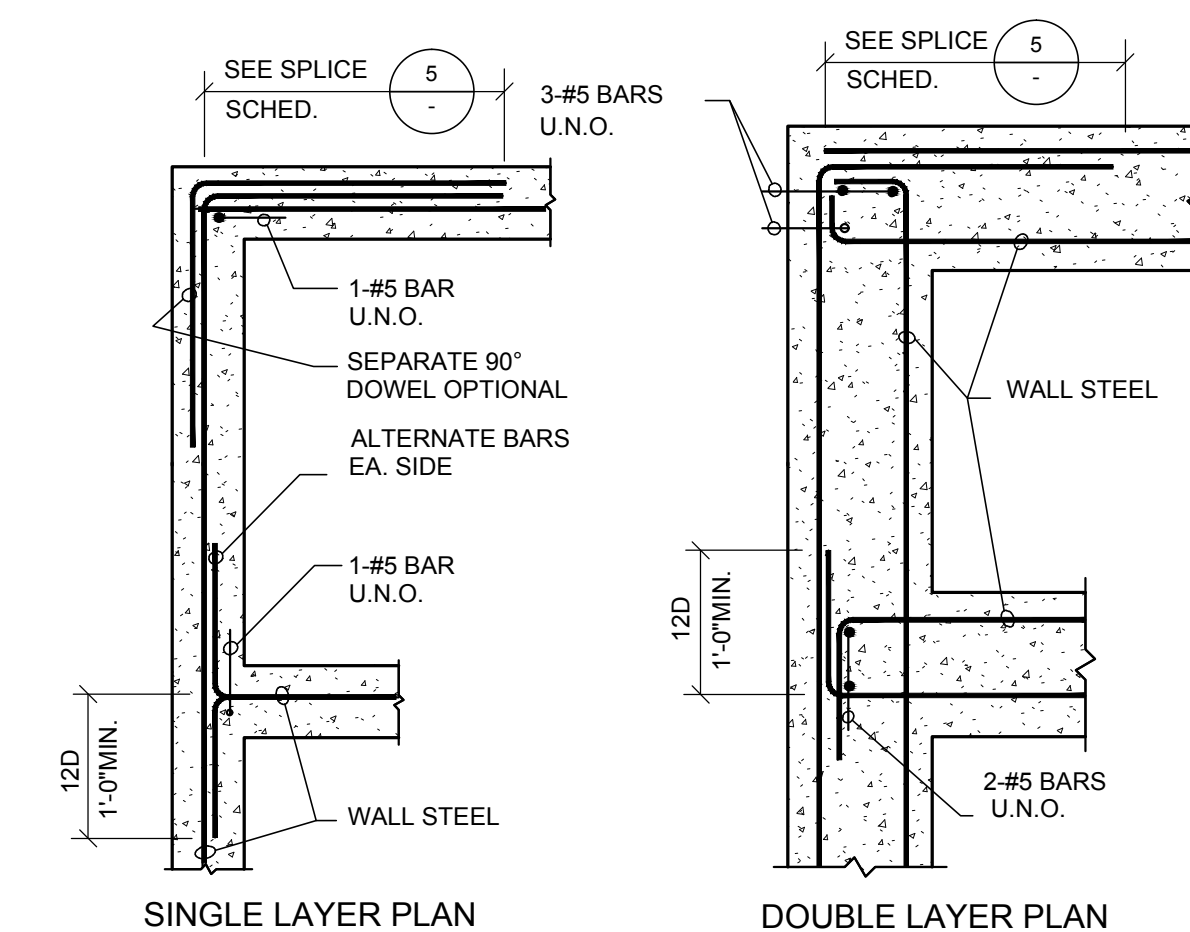 SEE SPLICE
SCHED.
5
-
1-#5 BAR
U.N.O.
SEPARATE 90°
DOWEL OPTIONAL
ALTERNATE BARS
EA. SIDE
1-#5 BAR
U.N.O.
12D
1'-0"MIN.
WALL STEEL
SINGLE LAYER PLAN
SEE SPLICE
SCHED.
5
-
3-#5 BARS
U.N.O.
WALL STEEL
12D
1'-0"MIN.
2-#5 BARS
U.N.O.
DOUBLE LAYER PLAN